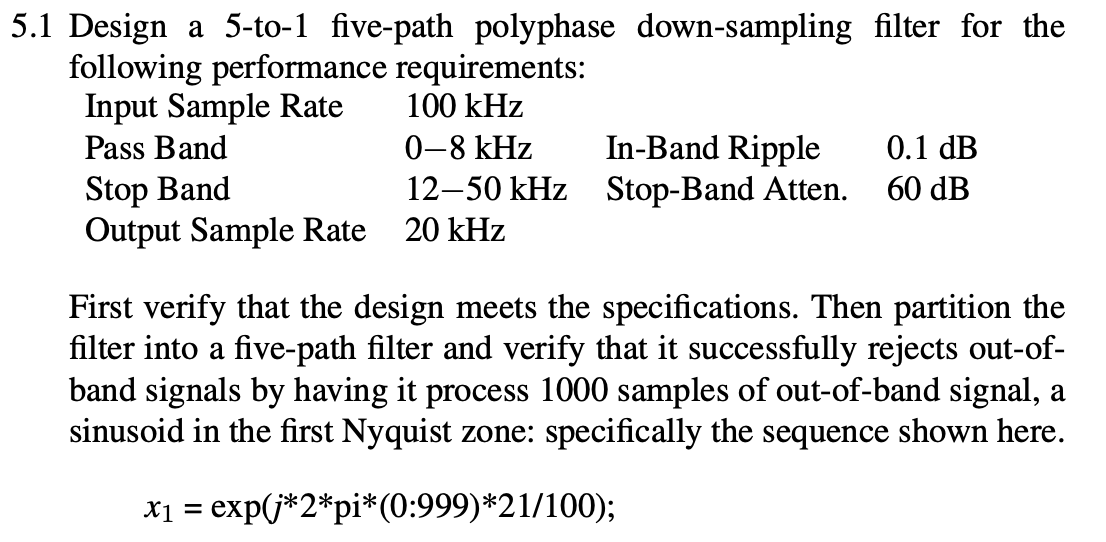 5.1 Design a 5-to-1 five-path polyphase down-sampling filter for the
following performance requirements:
Input Sample Rate 100 kHz
Pass Band 0–8 kHz In-Band Ripple 0.1 dB
Stop Band 12–50 kHz Stop-Band Atten. 60 dB
Output Sample Rate 20 kHz
First verify that the design meets the specifications. Then partition the
filter into a five-path filter and verify that it successfully rejects out-of-
band signals by having it process 1000 samples of out-of-band signal, a
sinusoid in the first Nyquist zone: specifically the sequence shown here.
x₁ = exp(j*2*pi*(0:999)*21/100);